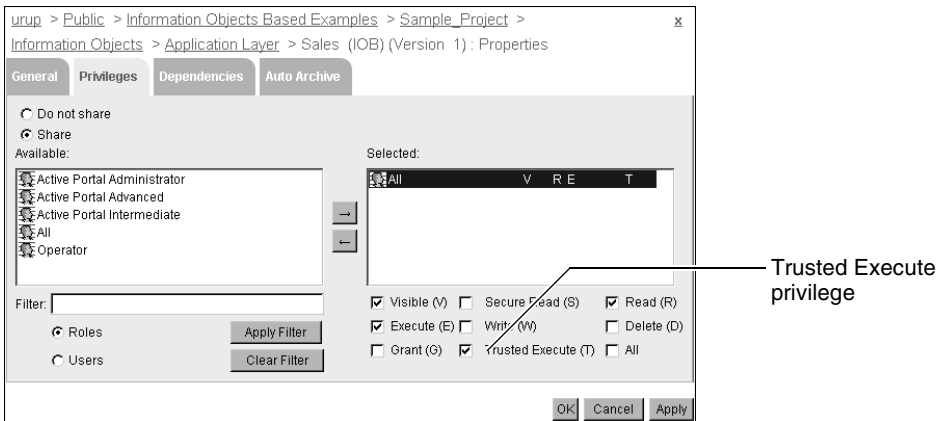 urup > Public > Information Objects Based Examples > Sample_Project > x
Information Objects > Application Layer > Sales (IOB) (Version 1) : Properties
General Privileges Dependencies Auto Archive
Do not share
Share
Available:
Active Portal Administrator
Active Portal Advanced
Active Portal Intermediate
All
Operator
→
←
Selected:
All V R E T
Filter:
Roles Apply Filter
Users Clear Filter
Visible (V) Secure Read (S) Read (R)
Execute (E) Write (W) Delete (D)
Grant (G) Trusted Execute (T) All
Trusted Execute
privilege
OK Cancel Apply